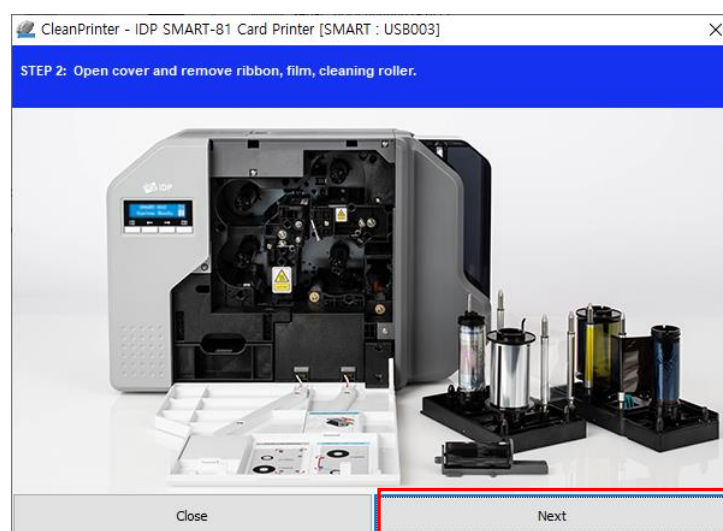 CleanPrinter - IDP SMART-81 Card Printer [SMART : USB003]
STEP 2: Open cover and remove ribbon, film, cleaning roller.
IDP
Close
Next